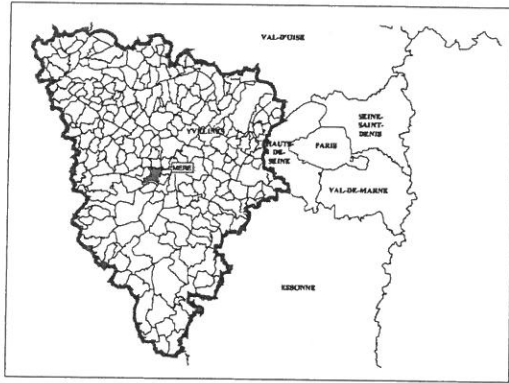 VAL-D'OISE
YVELINES
HAUTS-
DE-
SEINE
SEINE-
SAINT-
DENIS
PARIS
MERE
VAL-DE-MARNE
ESSONNE